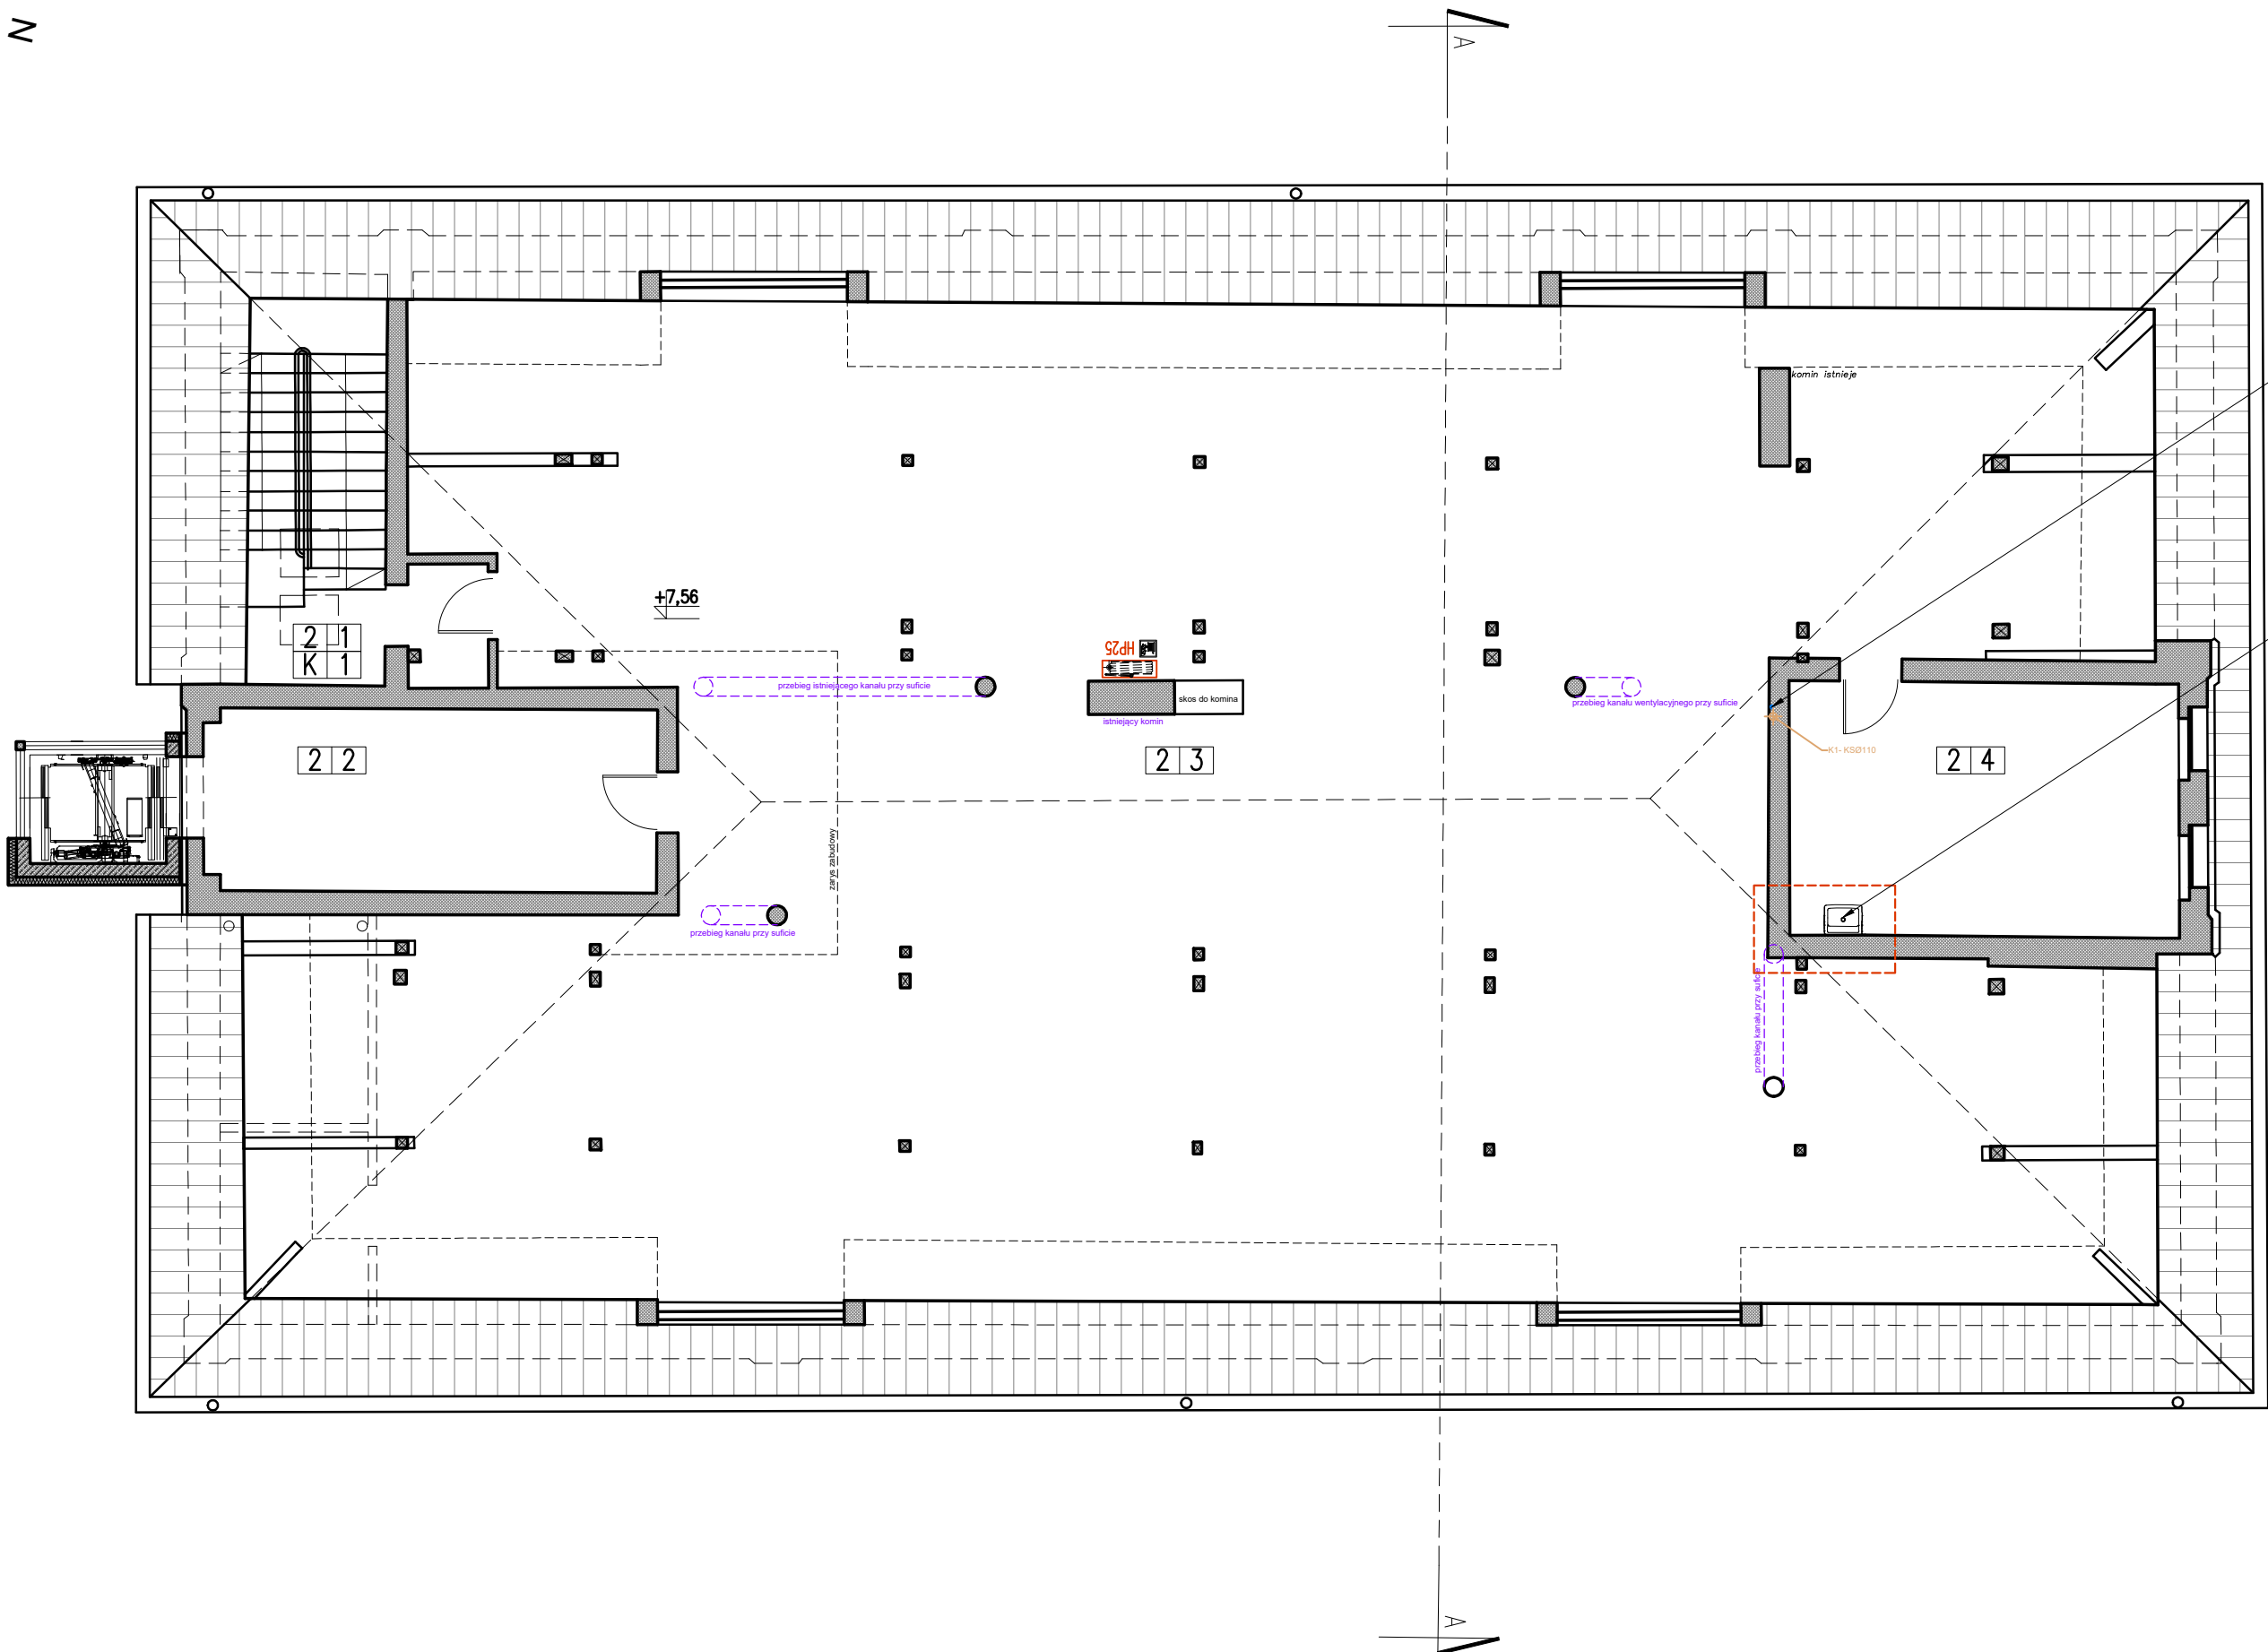 N
A
komin istnieje
+7,56
2 1
K 1
HP25
przebieg istniejącego kanału przy suficie
skos do komina
istniejący komin
przebieg kanału wentylacyjnego przy suficie
K1- KSØ110
2 2
2 3
2 4
zarys zabudowy
przebieg kanału przy suficie
przebieg kanału przy suficie
A